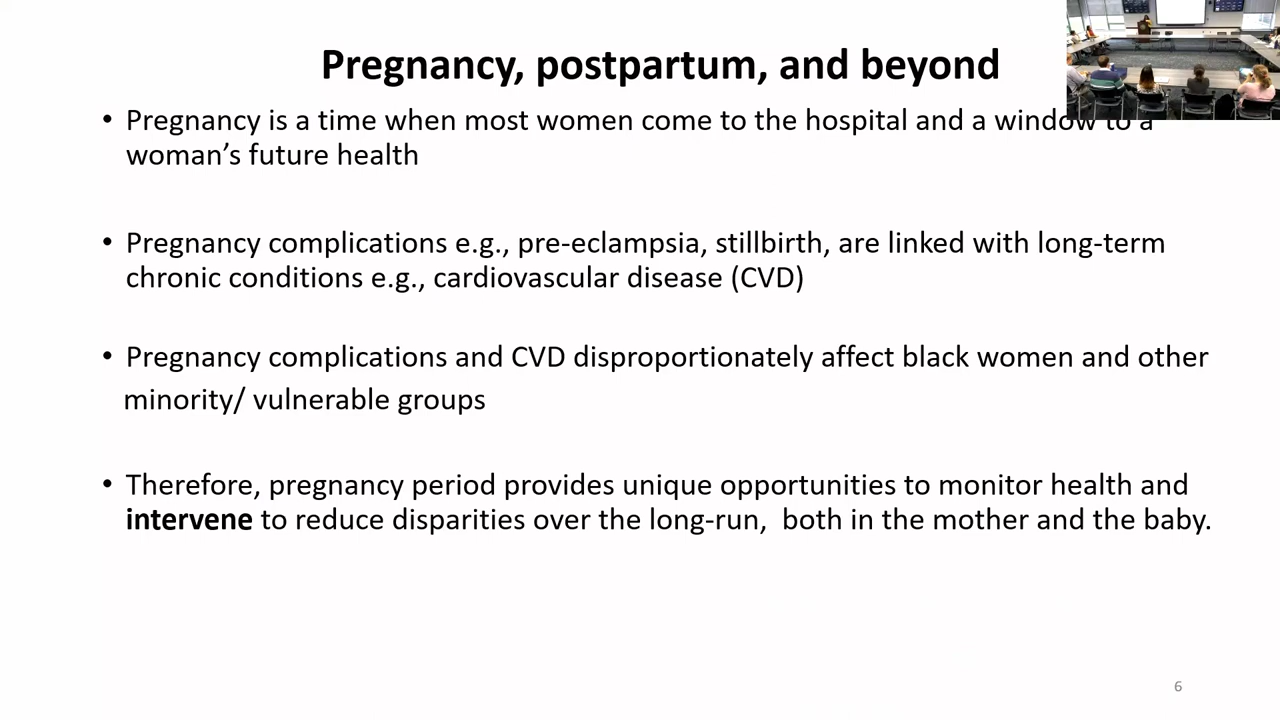 Pregnancy, postpartum, and beyond
• Pregnancy is a time when most women come to the hospital and a window to a
woman's future health
• Pregnancy complications e.g., pre-eclampsia, stillbirth, are linked with long-term
chronic conditions e.g., cardiovascular disease (CVD)
• Pregnancy complications and CVD disproportionately affect black women and other
minority/ vulnerable groups
• Therefore, pregnancy period provides unique opportunities to monitor health and
intervene to reduce disparities over the long-run,  both in the mother and the baby.
6